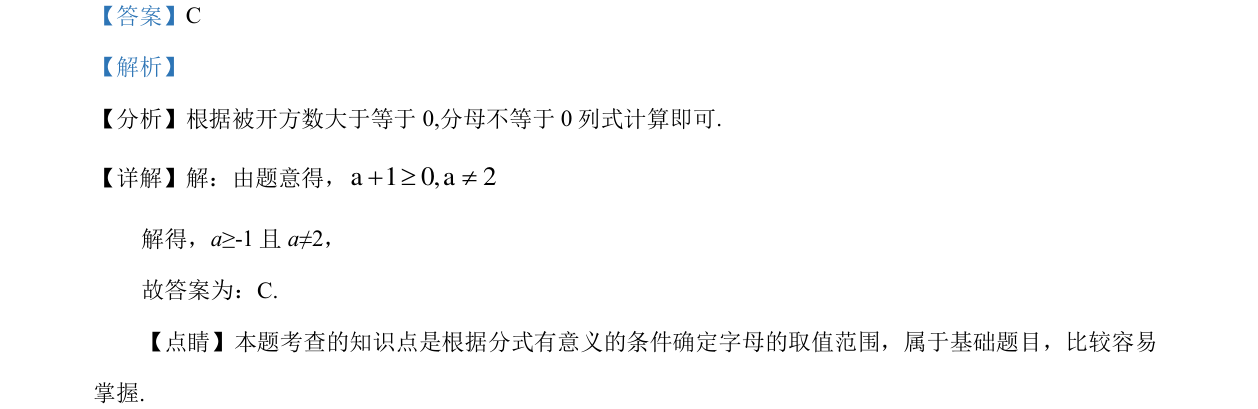 【答案】C
【解析】
【分析】根据被开方数大于等于 0,分母不等于 0 列式计算即可.
【详解】解：由题意得，a+1≥0,a≠2
解得，a≥-1 且 a≠2，
故答案为：C.
【点睛】本题考查的知识点是根据分式有意义的条件确定字母的取值范围，属于基础题目，比较容易
掌握.